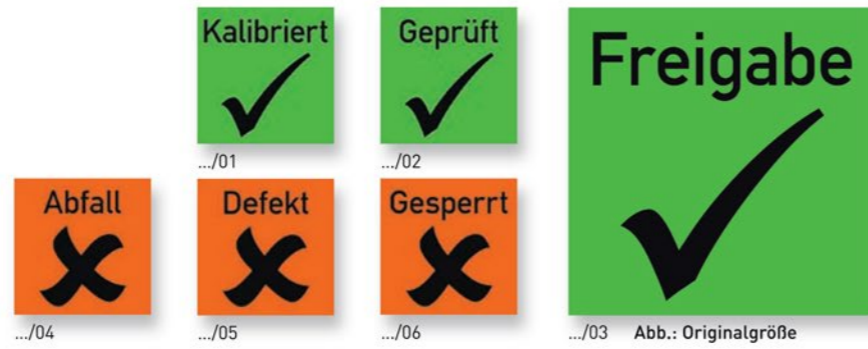 Kalibriert
.../01
Geprüft
.../02
Freigabe
.../03 Abb.: Originalgröße
Abfall
.../04
Defekt
.../05
Gesperrt
.../06